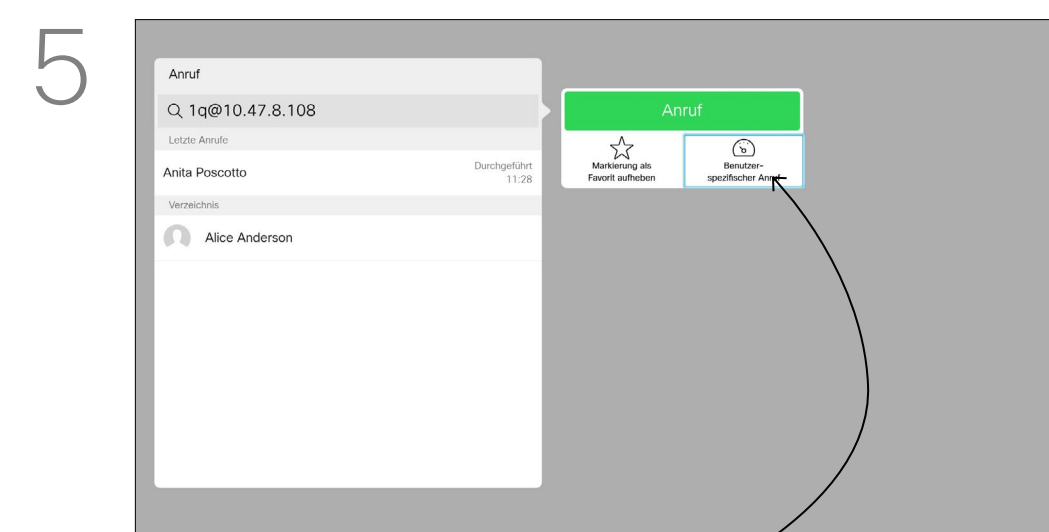 5
Anruf
1q@10.47.8.108
Letzte Anrufe
Anita Poscotto
Durchgeführt
11:28
Verzeichnis
Alice Anderson
Anruf
Markierung als
Favorit aufheben
Benutzer-
spezifischer Anruf